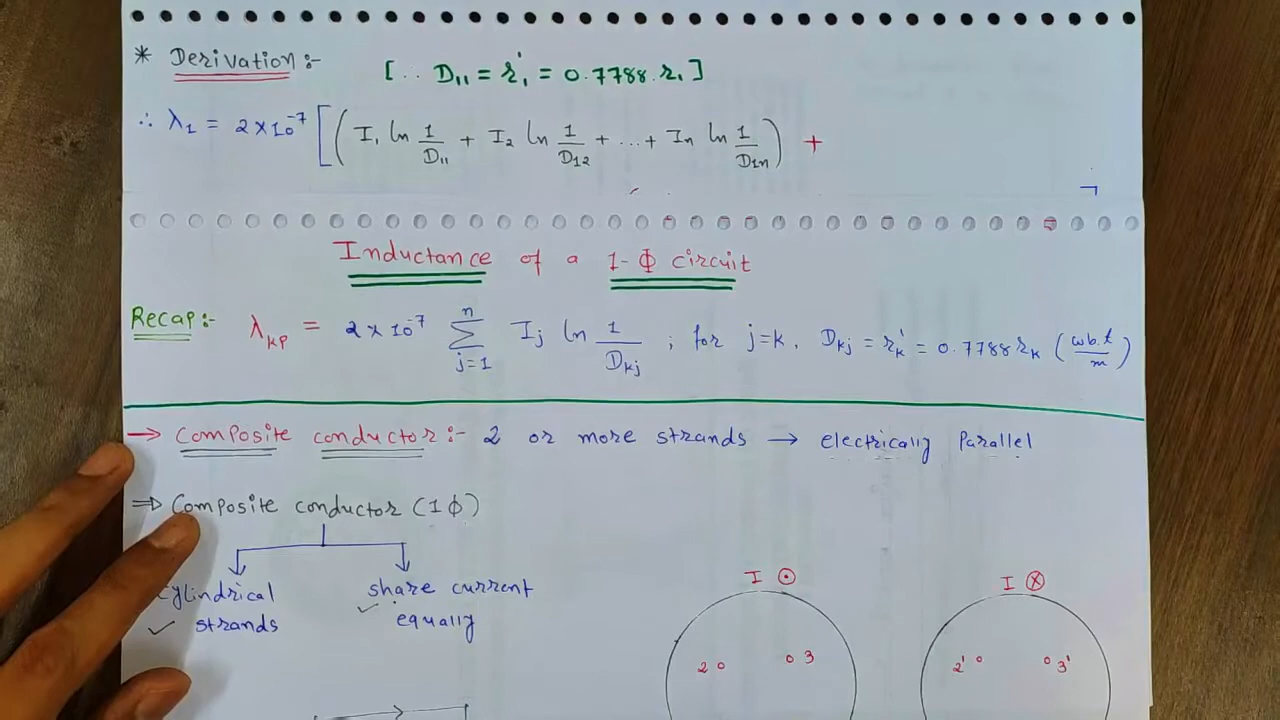 * Derivation :-
[∴ D₁₁ = r₁' = 0.7788.r₁]
∴ λ₁ = 2×10⁻⁷ [(I₁ ln 1/D₁₁ + I₂ ln 1/D₁₂ + ... + Iₙ ln 1/D₁ₙ) +
Inductance of a 1-Φ circuit
Recap:- λₖₚ = 2 × 10⁻⁷ Σ_{j=1}^{n} Iⱼ ln 1/Dₖⱼ ; for j=k, Dₖⱼ = rₖ' = 0.7788 rₖ (wb.t/m)
→ Composite conductor:- 2 or more strands → electrically parallel
⇒ Composite conductor (1 Φ)
cylindrical strands ✓
share current equally ✓
I ⊙
I ⊗
2 o
o 3
2' o
o 3'